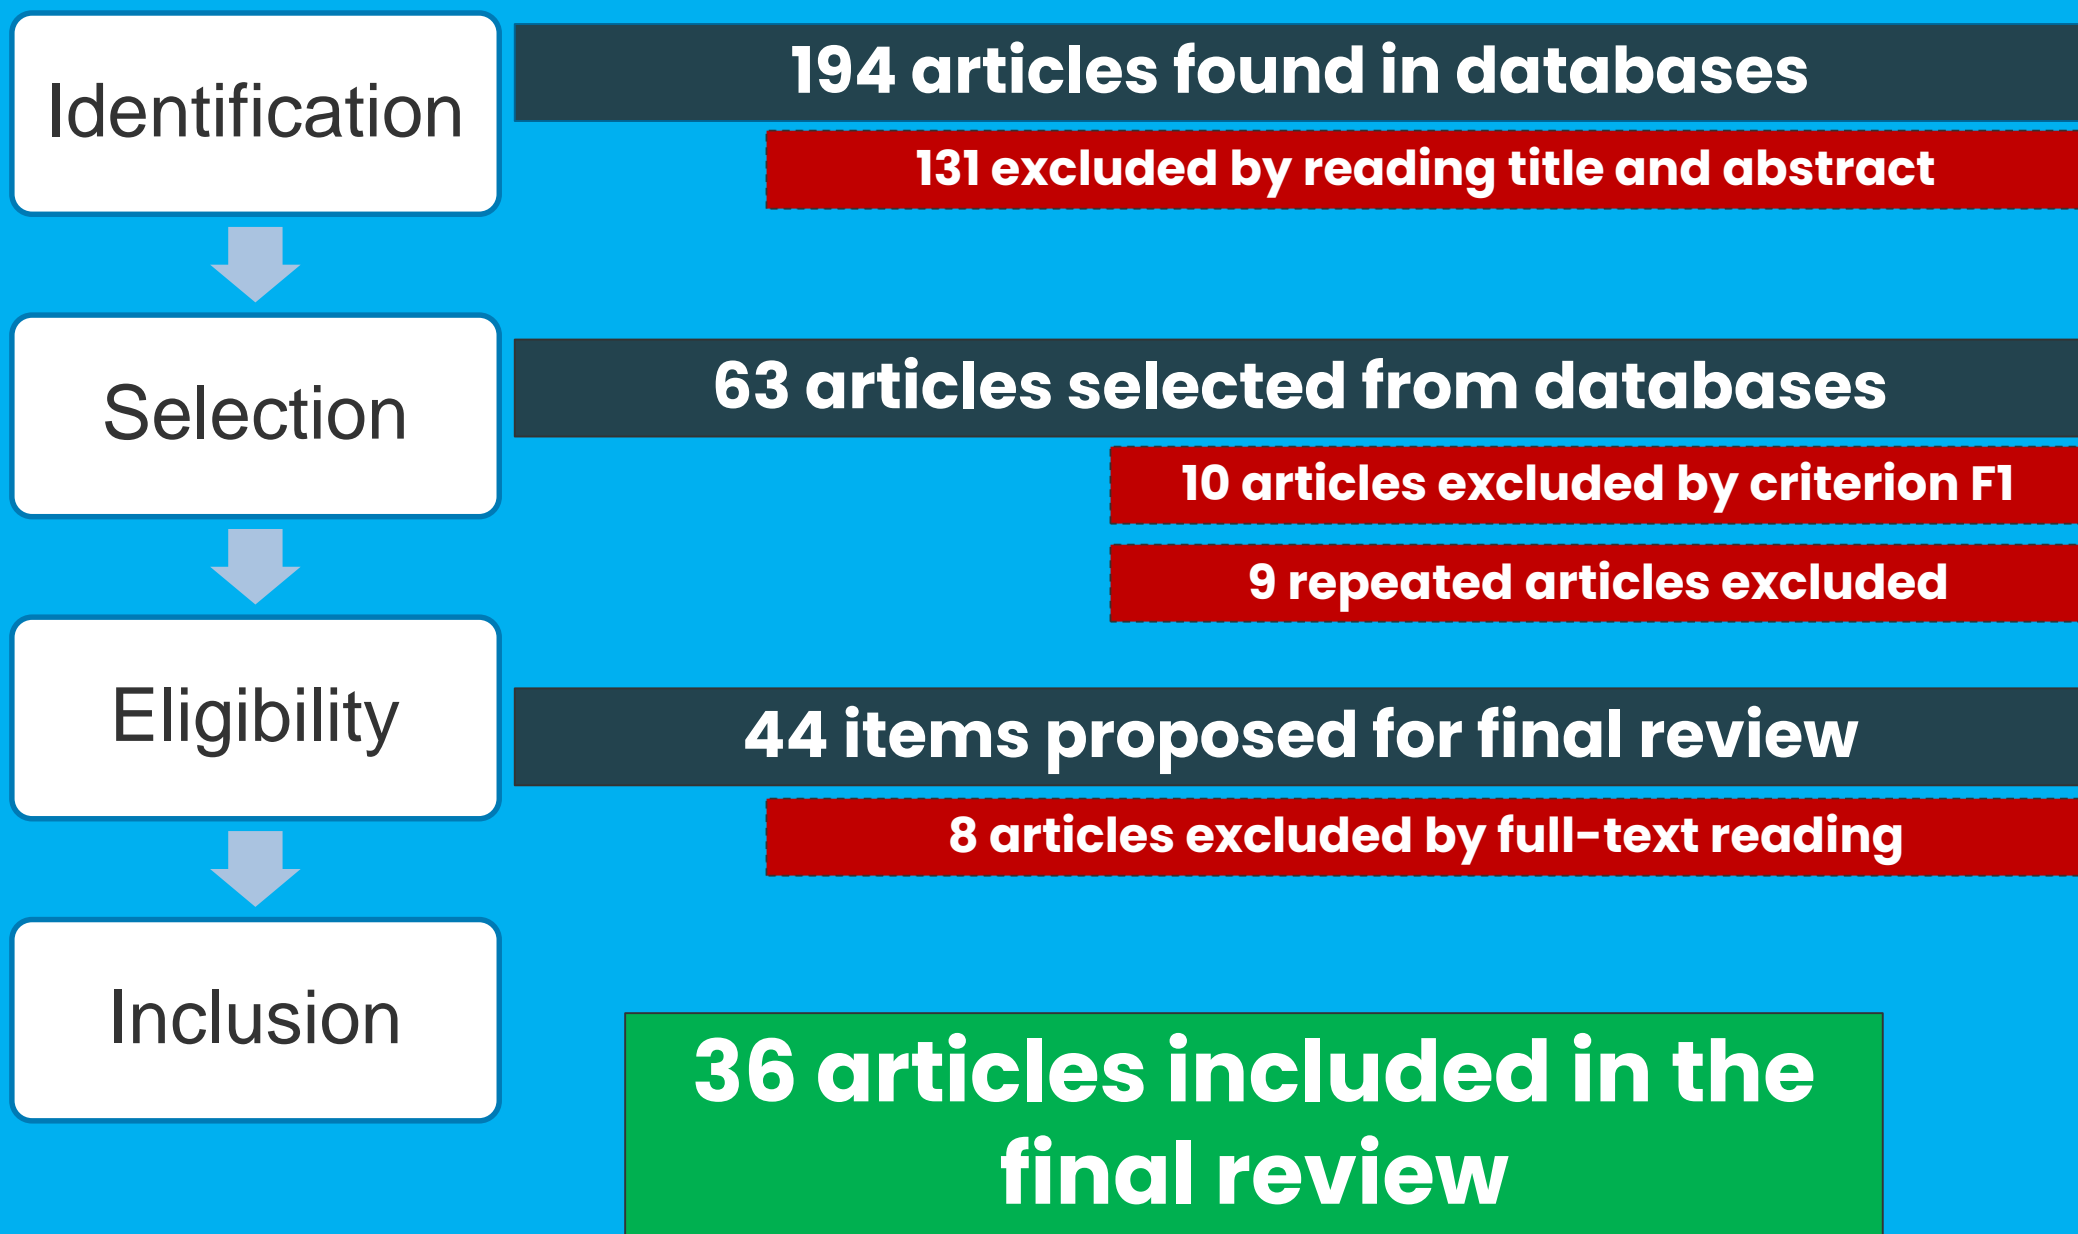 Identification
194 articles found in databases
131 excluded by reading title and abstract
Selection
63 articles selected from databases
10 articles excluded by criterion F1
9 repeated articles excluded
Eligibility
44 items proposed for final review
8 articles excluded by full-text reading
Inclusion
36 articles included in the
final review